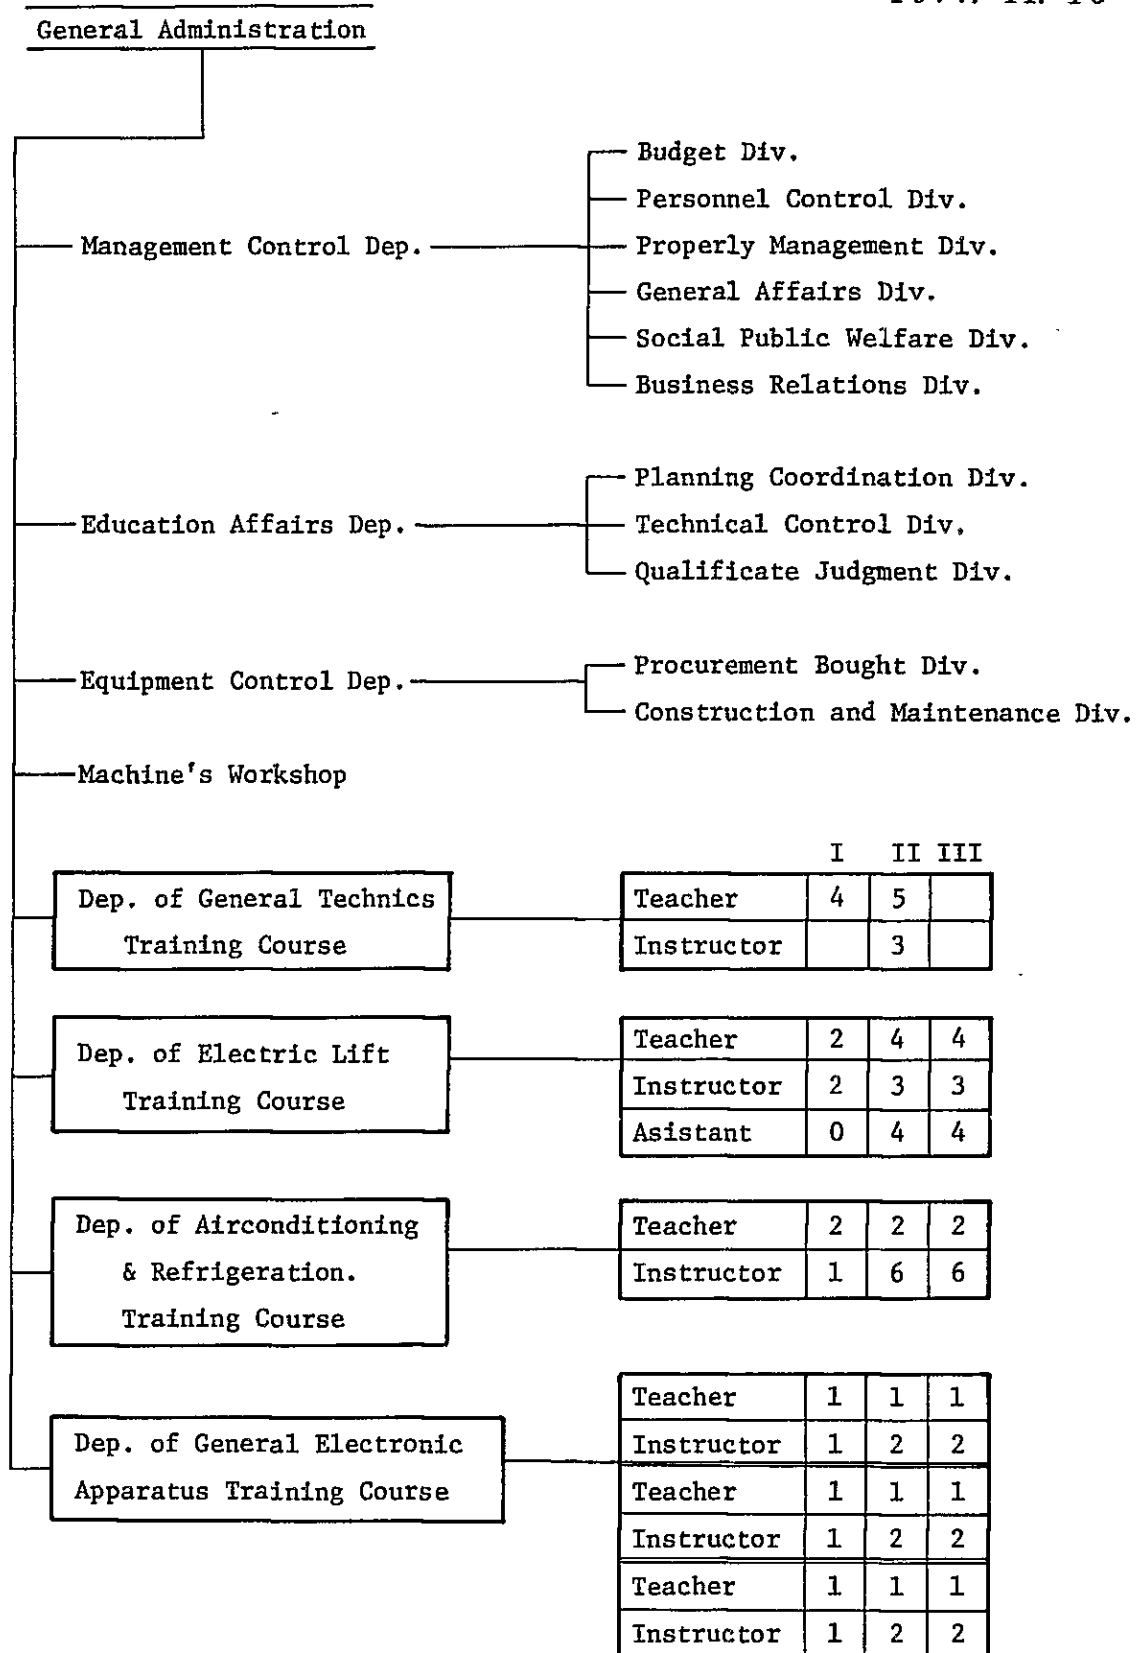 General Administration
Budget Div.
Personnel Control Div.
Management Control Dep.
Properly Management Div.
General Affairs Div.
Social Public Welfare Div.
Business Relations Div.
Planning Coordination Div.
Education Affairs Dep.
Technical Control Div.
Qualificate Judgment Div.
Equipment Control Dep.
Procurement Bought Div.
Construction and Maintenance Div.
Machine's Workshop
I II III
Dep. of General Technics
Training Course
Teacher 4 5
Instructor 3
Dep. of Electric Lift
Training Course
Teacher 2 4 4
Instructor 2 3 3
Asistant 0 4 4
Dep. of Airconditioning
& Refrigeration.
Training Course
Teacher 2 2 2
Instructor 1 6 6
Dep. of General Electronic
Apparatus Training Course
Teacher 1 1 1
Instructor 1 2 2
Teacher 1 1 1
Instructor 1 2 2
Teacher 1 1 1
Instructor 1 2 2